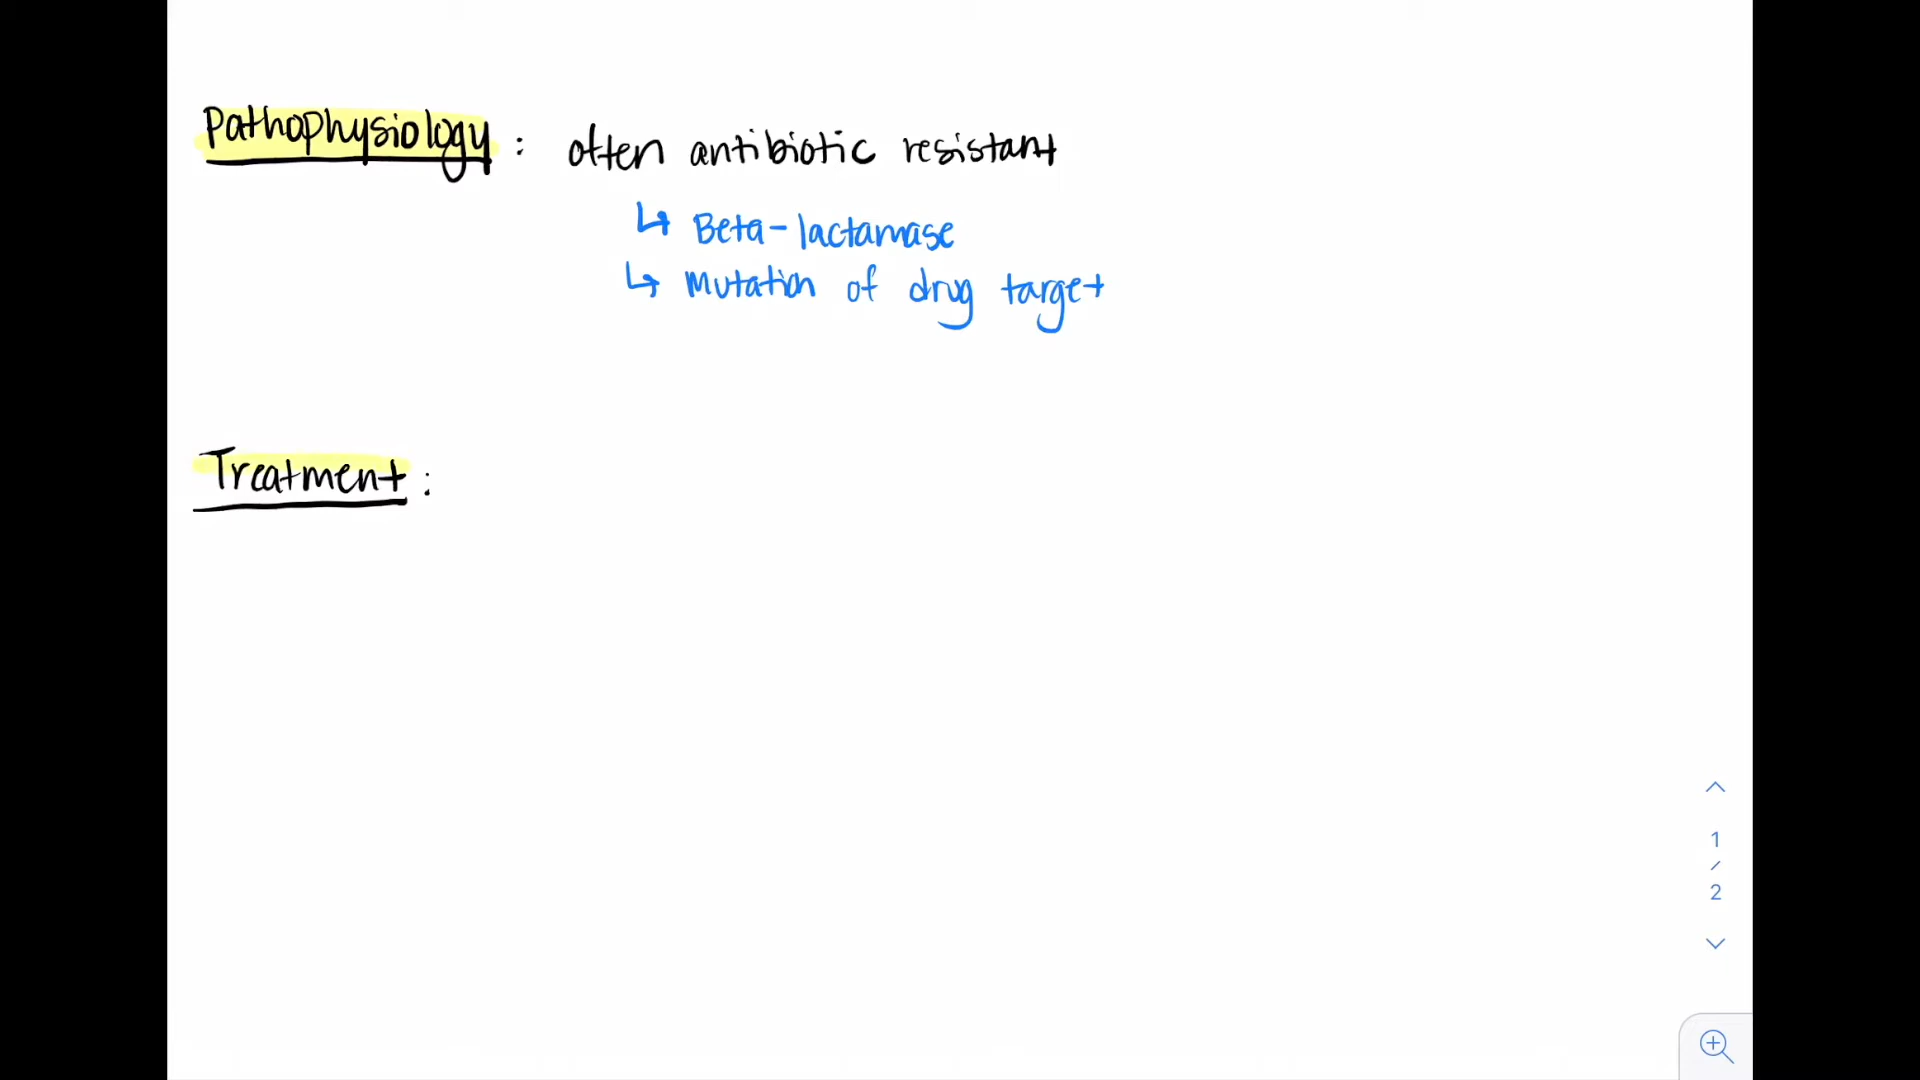 Pathophysiology : often antibiotic resistant
↳ Beta-lactamase
↳ Mutation of drug target
Treatment :
1
/
2